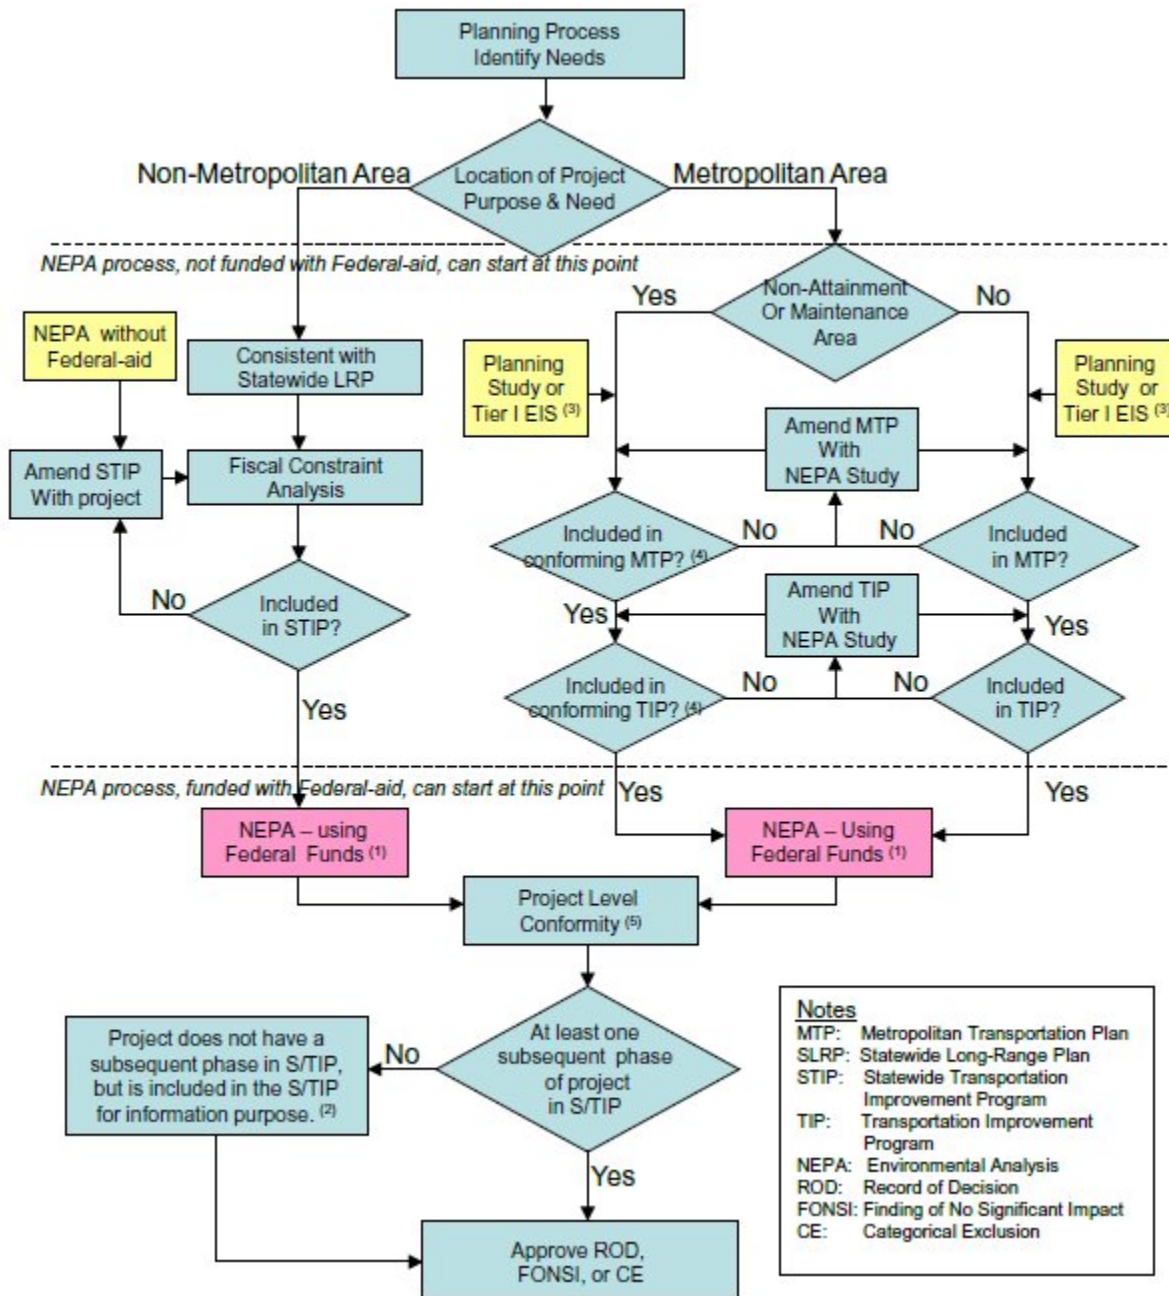 Planning Process
Identify Needs
Non-Metropolitan Area
Location of Project
Purpose & Need
Metropolitan Area
NEPA process, not funded with Federal-aid, can start at this point
Yes
Non-Attainment
Or Maintenance
Area
No
NEPA without
Federal-aid
Consistent with
Statewide LRP
Planning
Study or
Tier I EIS (3)
Planning
Study or
Tier I EIS (3)
Amend MTP
With
NEPA Study
Amend STIP
With project
Fiscal Constraint
Analysis
Included in
conforming MTP? (4)
No
No
Included
in MTP?
No
Included
in STIP?
Yes
Amend TIP
With
NEPA Study
Yes
Included in
conforming TIP? (4)
No
No
Included
in TIP?
Yes
NEPA process, funded with Federal-aid, can start at this point
Yes
Yes
NEPA – using
Federal Funds (1)
NEPA – Using
Federal Funds (1)
Project Level
Conformity (5)
Project does not have a
subsequent phase in S/TIP,
but is included in the S/TIP
for information purpose. (2)
No
At least one
subsequent phase
of project
in S/TIP
Yes
Approve ROD,
FONSI, or CE
Notes
MTP: Metropolitan Transportation Plan
SLRP: Statewide Long-Range Plan
STIP: Statewide Transportation
Improvement Program
TIP: Transportation Improvement
Program
NEPA: Environmental Analysis
ROD: Record of Decision
FONSI: Finding of No Significant Impact
CE: Categorical Exclusion